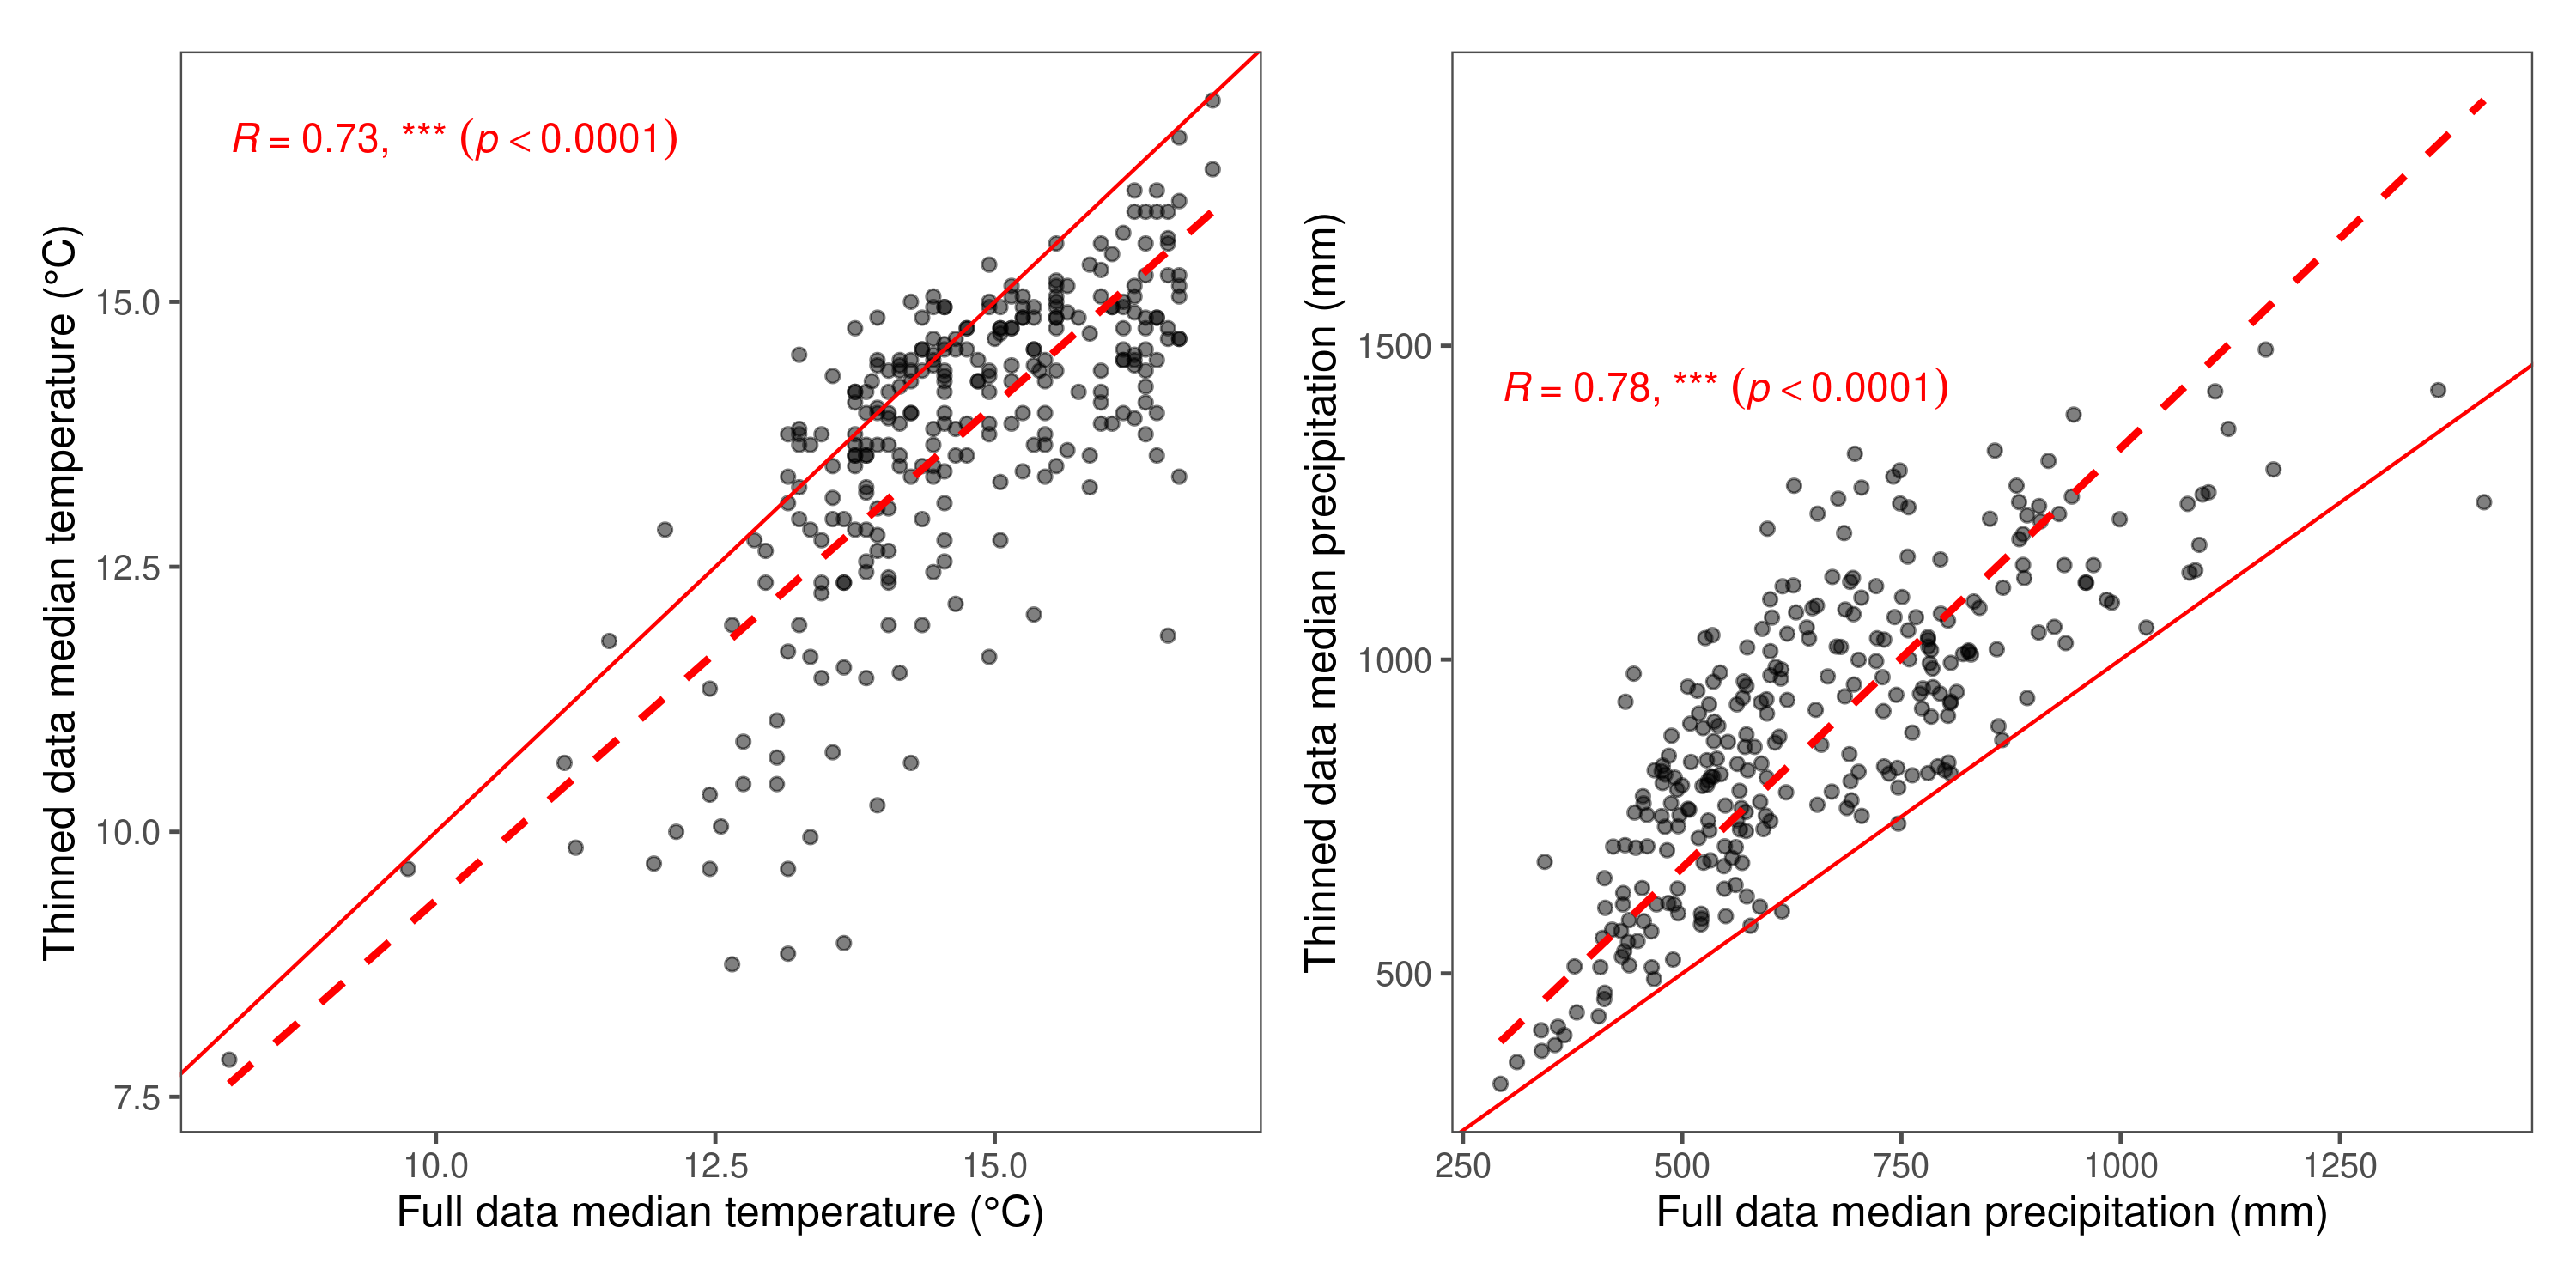 R = 0.73, *** (p < 0.0001)
Thinned data median temperature (°C)
15.0
12.5
10.0
7.5
10.0 12.5 15.0
Full data median temperature (°C)
R = 0.78, *** (p < 0.0001)
Thinned data median precipitation (mm)
1500
1000
500
250 500 750 1000 1250
Full data median precipitation (mm)